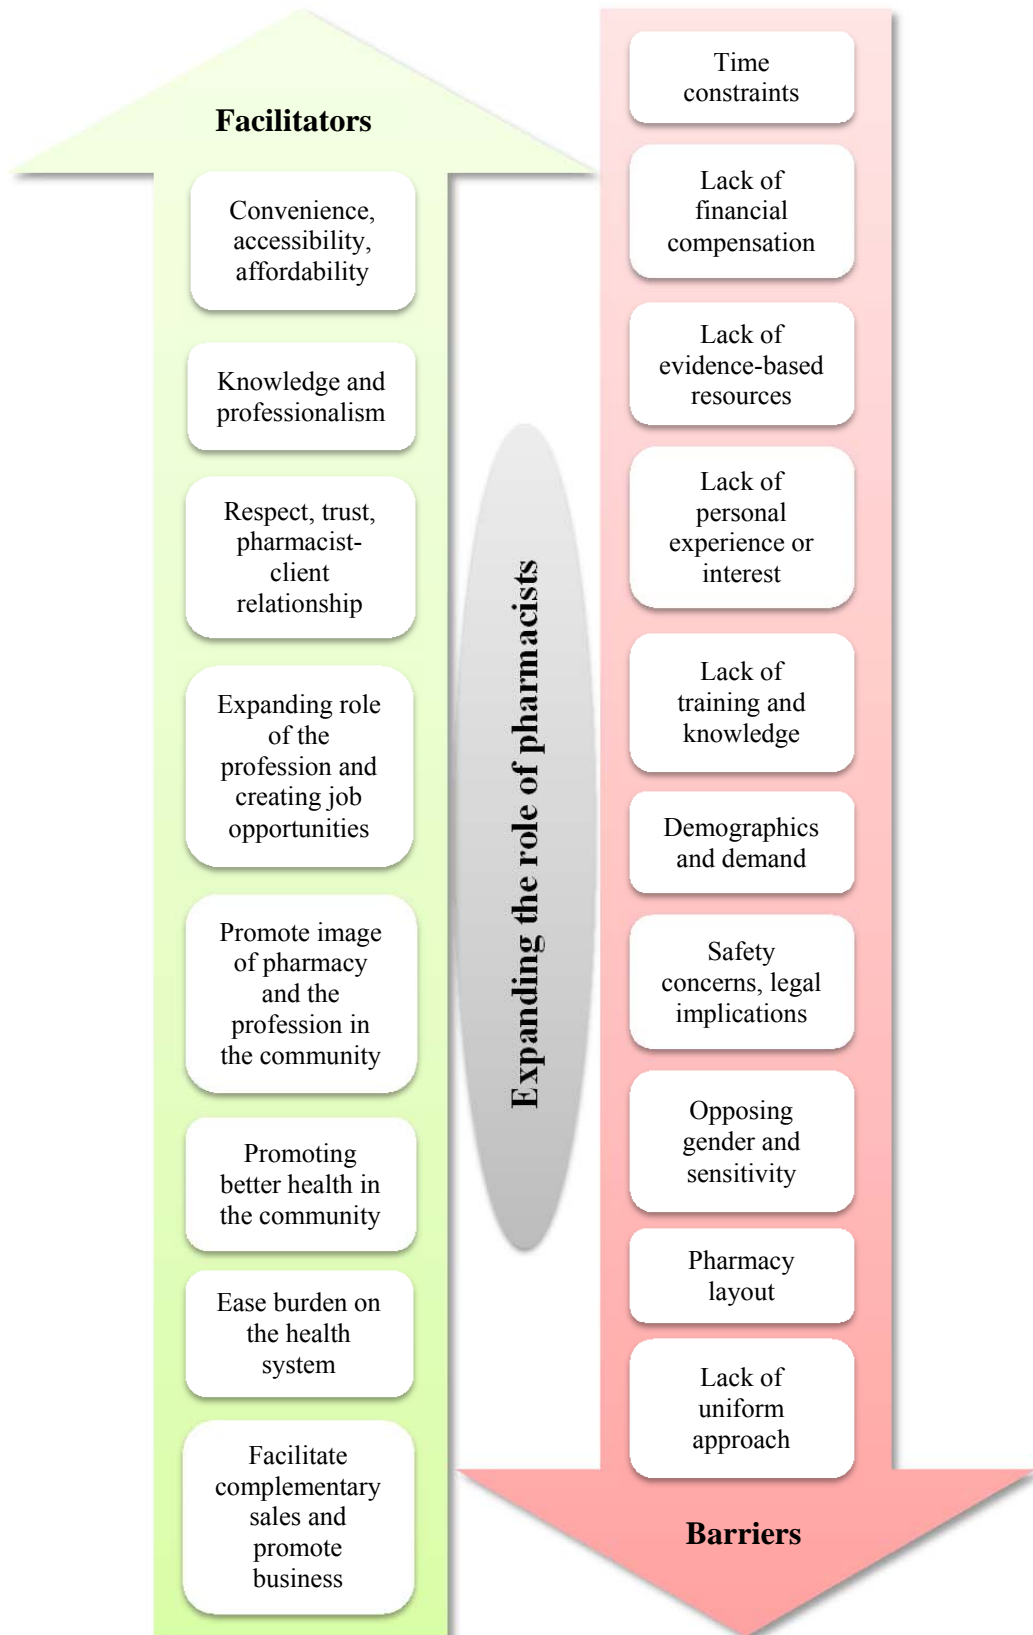 Facilitators
Convenience,
accessibility,
affordability
Knowledge and
professionalism
Respect, trust,
pharmacist-
client
relationship
Expanding role
of the
profession and
creating job
opportunities
Promote image
of pharmacy
and the
profession in
the community
Promoting
better health in
the community
Ease burden on
the health
system
Facilitate
complementary
sales and
promote
business
Expanding the role of pharmacists
Time
constraints
Lack of
financial
compensation
Lack of
evidence-based
resources
Lack of
personal
experience or
interest
Lack of
training and
knowledge
Demographics
and demand
Safety
concerns, legal
implications
Opposing
gender and
sensitivity
Pharmacy
layout
Lack of
uniform
approach
Barriers